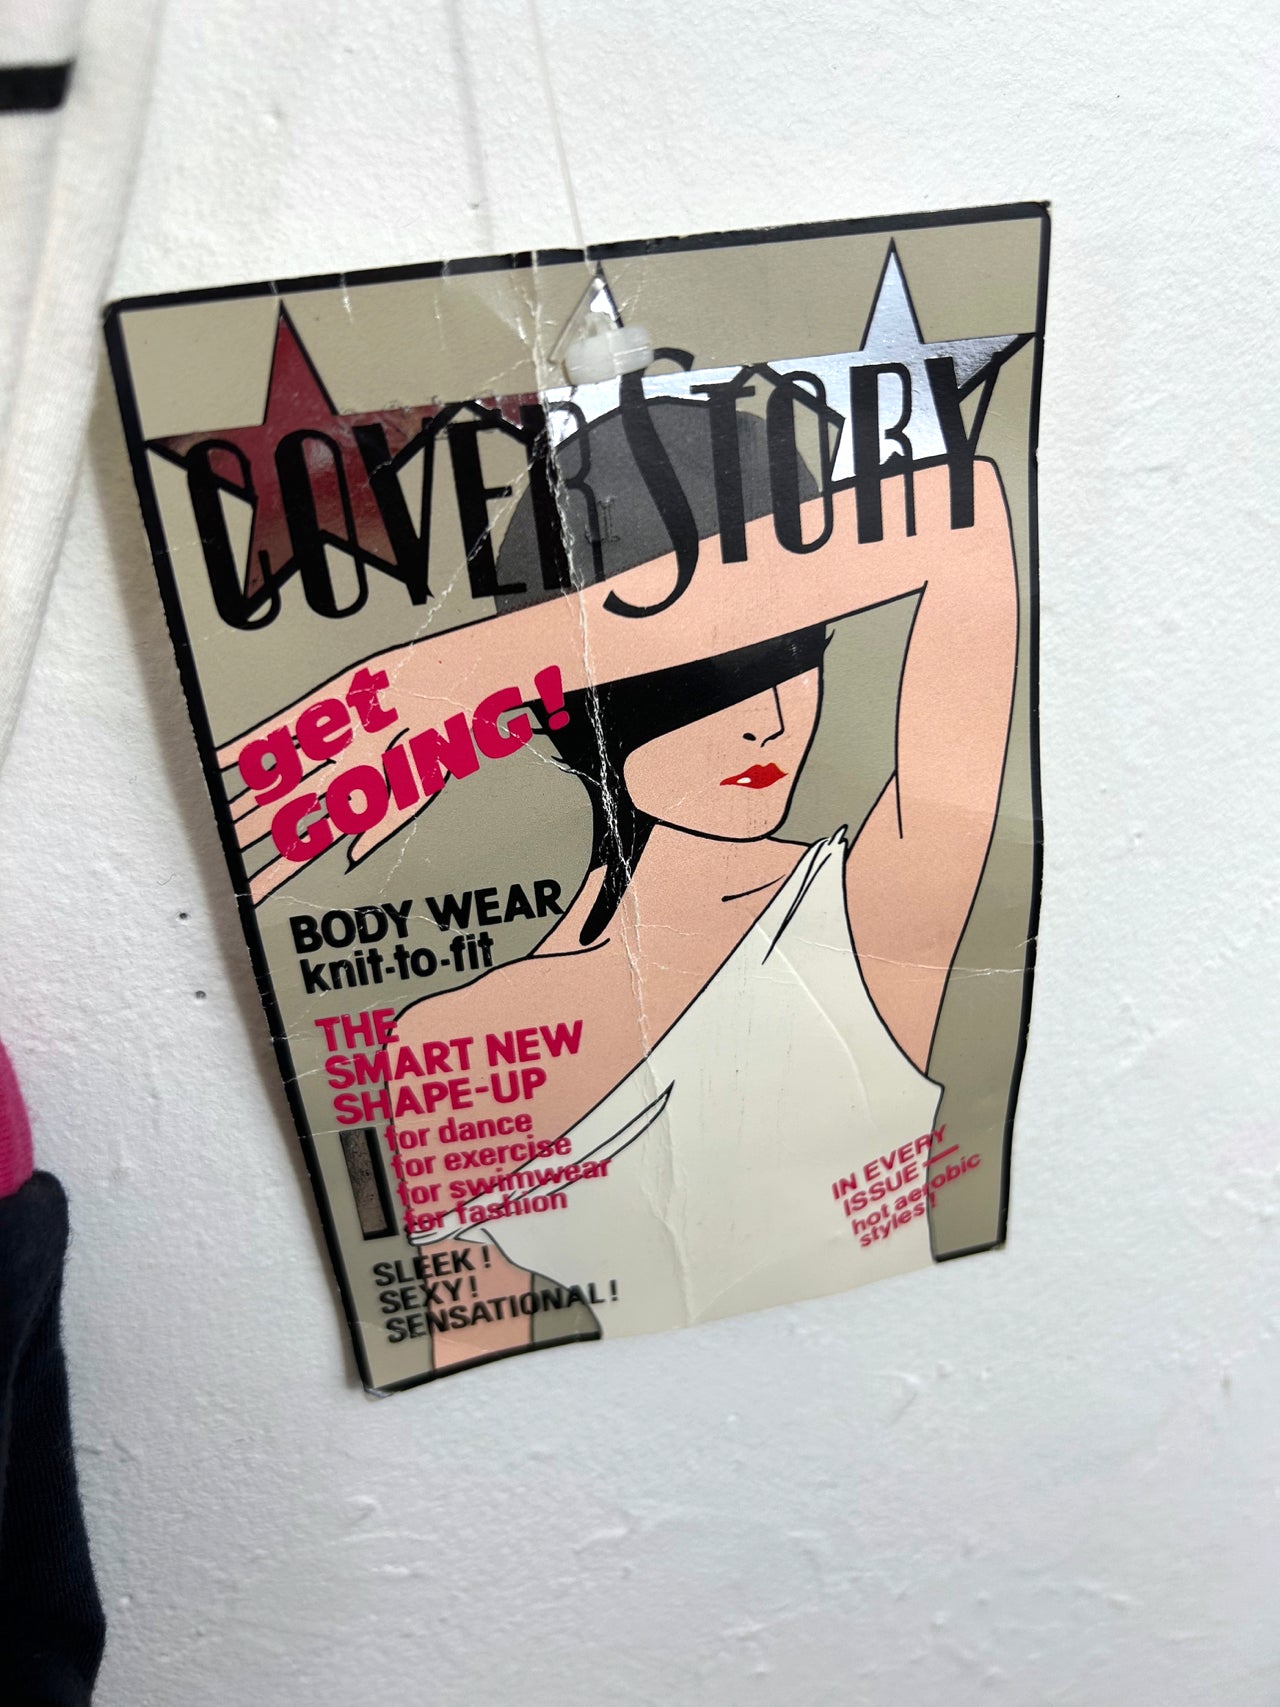 COVER STORY
get
GOING!
BODY WEAR
knit-to-fit
THE
SMART NEW
SHAPE-UP
for dance
for exercise
for swimwear
for fashion
SLEEK!
SEXY!
SENSATIONAL!
IN EVERY
ISSUE—
hot aerobic
styles!